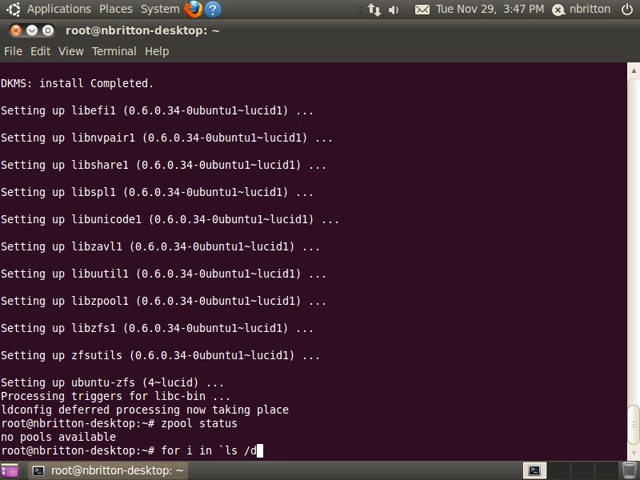 Applications Places System Tue Nov 29, 3:47 PM nbritton
root@nbritton-desktop: ~
File Edit View Terminal Help
DKMS: install Completed.
Setting up libefi1 (0.6.0.34-0ubuntu1~lucid1) ...
Setting up libnvpair1 (0.6.0.34-0ubuntu1~lucid1) ...
Setting up libshare1 (0.6.0.34-0ubuntu1~lucid1) ...
Setting up libspl1 (0.6.0.34-0ubuntu1~lucid1) ...
Setting up libunicode1 (0.6.0.34-0ubuntu1~lucid1) ...
Setting up libzavl1 (0.6.0.34-0ubuntu1~lucid1) ...
Setting up libuutil1 (0.6.0.34-0ubuntu1~lucid1) ...
Setting up libzpool1 (0.6.0.34-0ubuntu1~lucid1) ...
Setting up libzfs1 (0.6.0.34-0ubuntu1~lucid1) ...
Setting up zfsutils (0.6.0.34-0ubuntu1~lucid1) ...
Setting up ubuntu-zfs (4~lucid) ...
Processing triggers for libc-bin ...
ldconfig deferred processing now taking place
root@nbritton-desktop:~# zpool status
no pools available
root@nbritton-desktop:~# for i in `ls /d
root@nbritton-desktop: ~